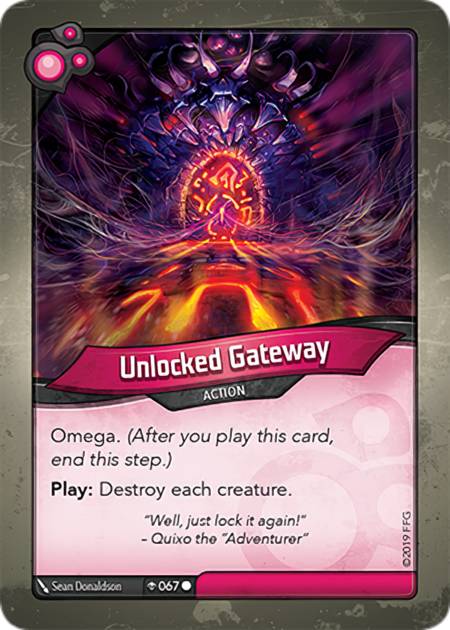 Unlocked Gateway
ACTION
Omega. (After you play this card,
end this step.)
Play: Destroy each creature.
“Well, just lock it again!”
– Quixo the “Adventurer”
©2019 FFG
Sean Donaldson 067